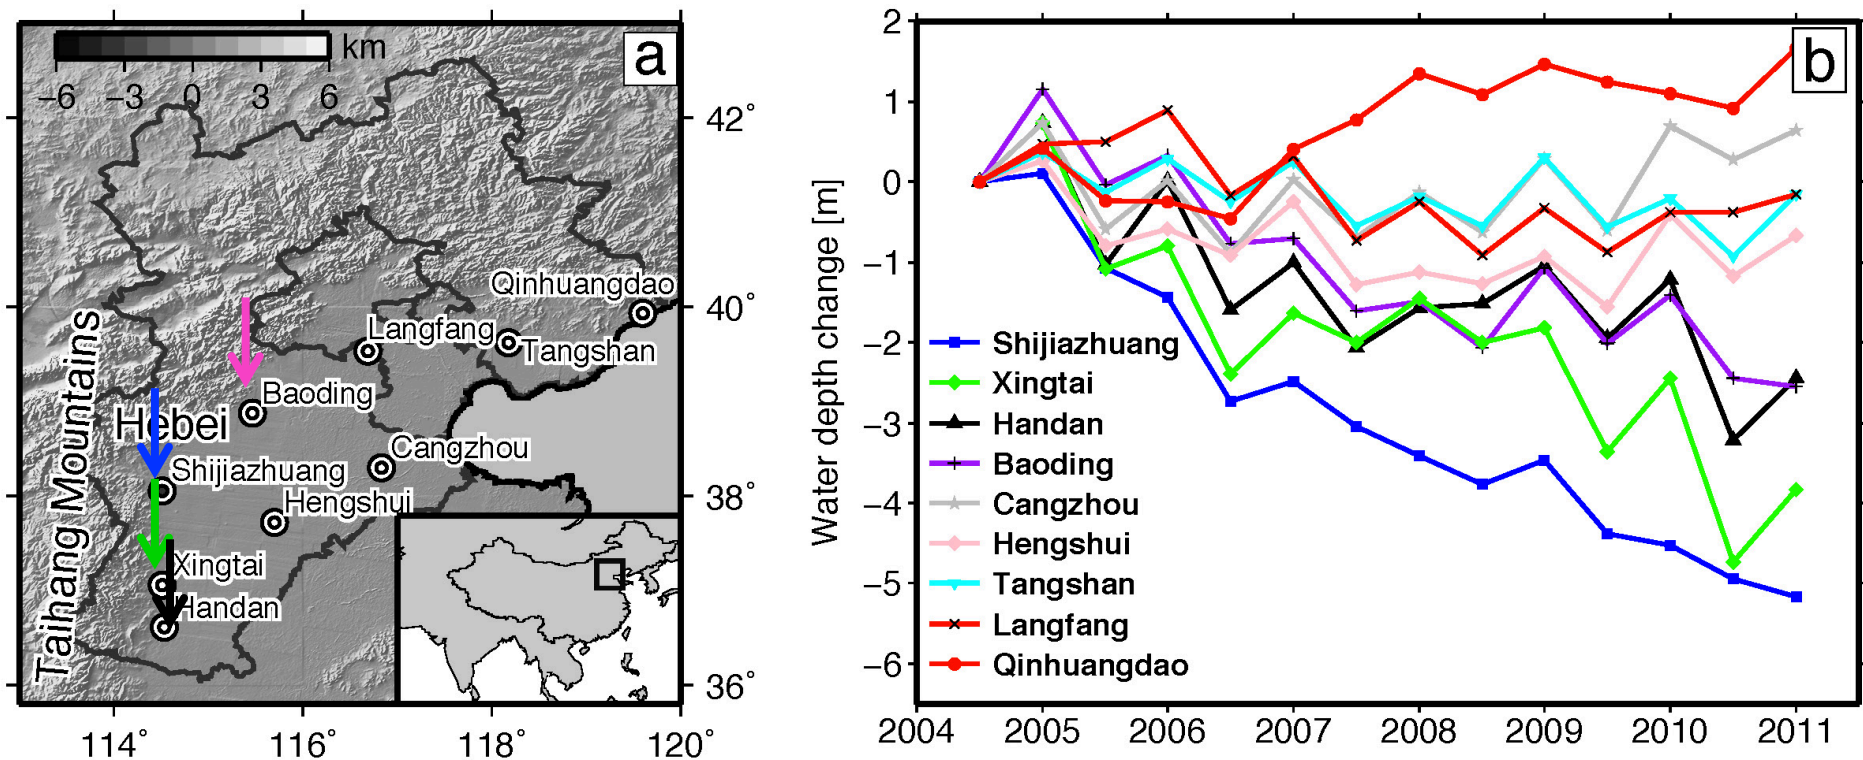 km
a
−6 −3 0 3 6
42°
40°
38°
36°
114° 116° 118° 120°
Qinhuangdao
Langfang
Tangshan
Baoding
Hebei
Cangzhou
Shijiazhuang
Hengshui
Xingtai
Handan
Taihang Mountains
b
Water depth change [m]
2
1
0
−1
−2
−3
−4
−5
−6
Shijiazhuang
Xingtai
Handan
Baoding
Cangzhou
Hengshui
Tangshan
Langfang
Qinhuangdao
2004 2005 2006 2007 2008 2009 2010 2011